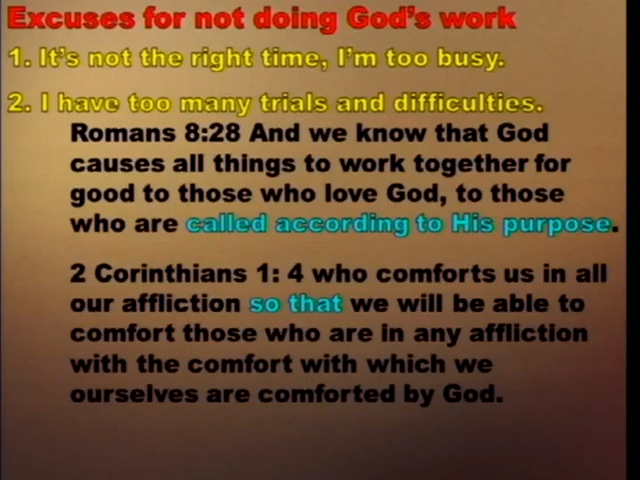 Excuses for not doing God's work
1. It's not the right time, I'm too busy.
2. I have too many trials and difficulties.
Romans 8:28 And we know that God
causes all things to work together for
good to those who love God, to those
who are called according to His purpose.
2 Corinthians 1: 4 who comforts us in all
our affliction so that we will be able to
comfort those who are in any affliction
with the comfort with which we
ourselves are comforted by God.